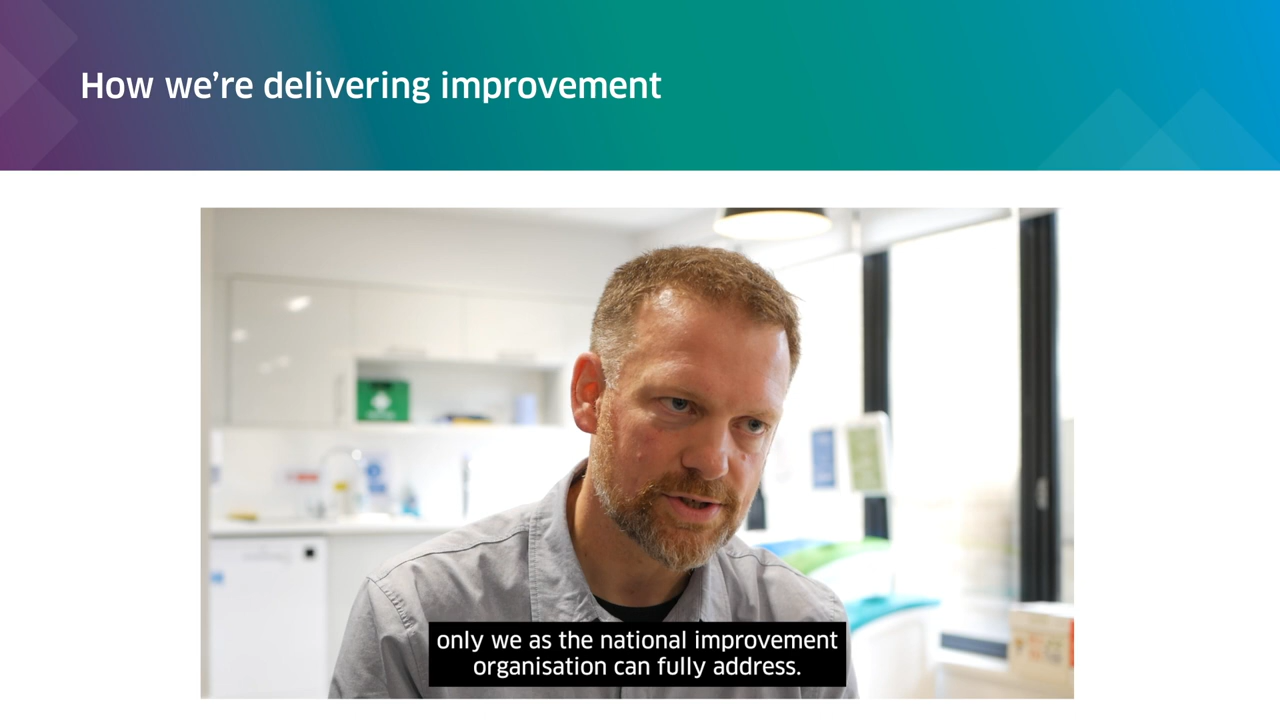 How we’re delivering improvement
only we as the national improvement
organisation can fully address.